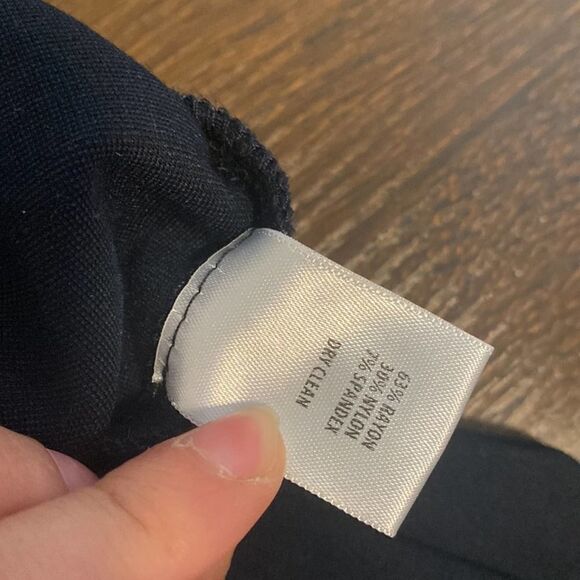 63% RAYON
30% NYLON
7% SPANDEX
DRY CLEAN